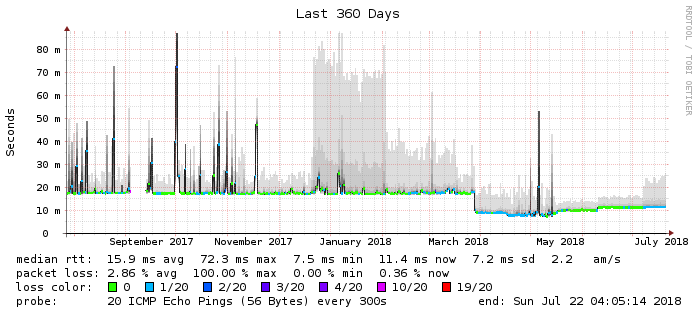 Last 360 Days
RRDTOOL / TOBI OETIKER
Seconds
80 m
70 m
60 m
50 m
40 m
30 m
20 m
10 m
0
September 2017 November 2017 January 2018 March 2018 May 2018 July 2018
median rtt: 15.9 ms avg 72.3 ms max 7.5 ms min 11.4 ms now 7.2 ms sd 2.2 am/s
packet loss: 2.86 % avg 100.00 % max 0.00 % min 0.36 % now
loss color: 0 1/20 2/20 3/20 4/20 10/20 19/20
probe: 20 ICMP Echo Pings (56 Bytes) every 300s end: Sun Jul 22 04:05:14 2018